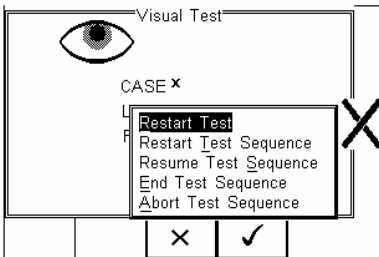 Visual Test
CASE x
Restart Test
Restart Test Sequence
Resume Test Sequence
End Test Sequence
Abort Test Sequence